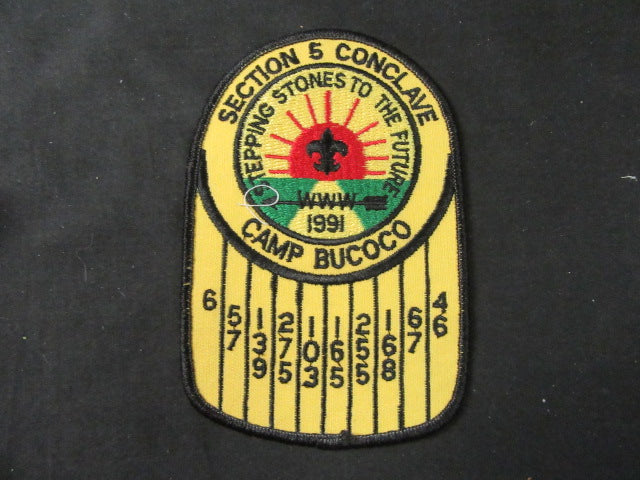 SECTION 5 CONCLAVE
STEPPING STONES TO THE FUTURE
WWW
1991
CAMP BUCOCO
6
57
139
275
103
165
255
168
67
46